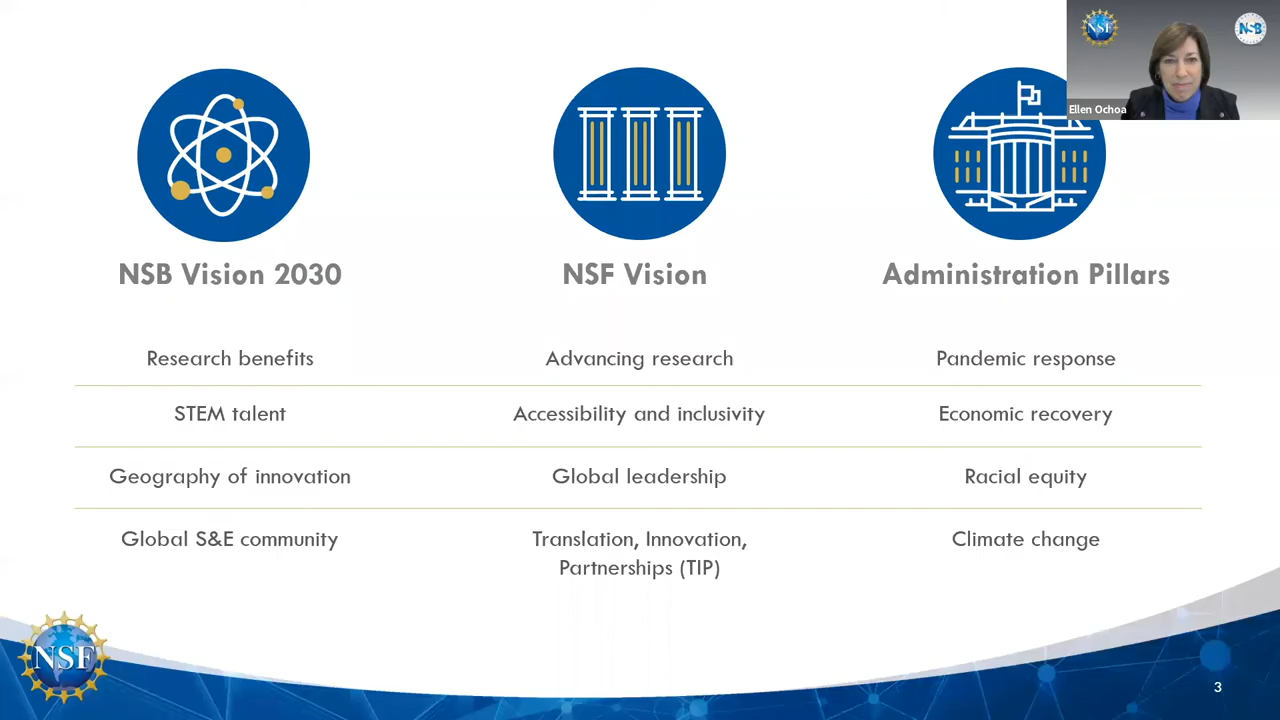 NSF
NSB
Ellen Ochoa
NSB Vision 2030
NSF Vision
Administration Pillars
Research benefits
Advancing research
Pandemic response
STEM talent
Accessibility and inclusivity
Economic recovery
Geography of innovation
Global leadership
Racial equity
Global S&E community
Translation, Innovation,
Partnerships (TIP)
Climate change
NSF
3